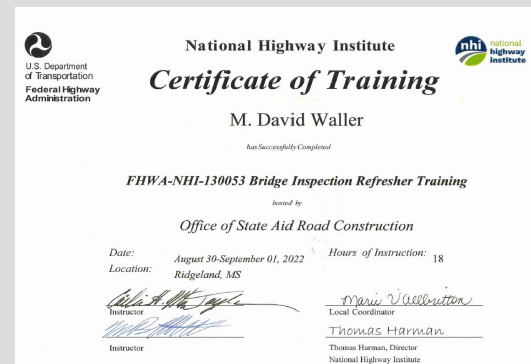 U.S. Department
of Transportation
Federal Highway
Administration
National Highway Institute
nhi national
highway
institute
Certificate of Training
M. David Waller
has Successfully Completed
FHWA-NHI-130053 Bridge Inspection Refresher Training
hosted by
Office of State Aid Road Construction
Date: August 30-September 01, 2022
Hours of Instruction: 18
Location: Ridgeland, MS
Instructor
Local Coordinator
Thomas Harman
Instructor
Thomas Harman, Director
National Highway Institute